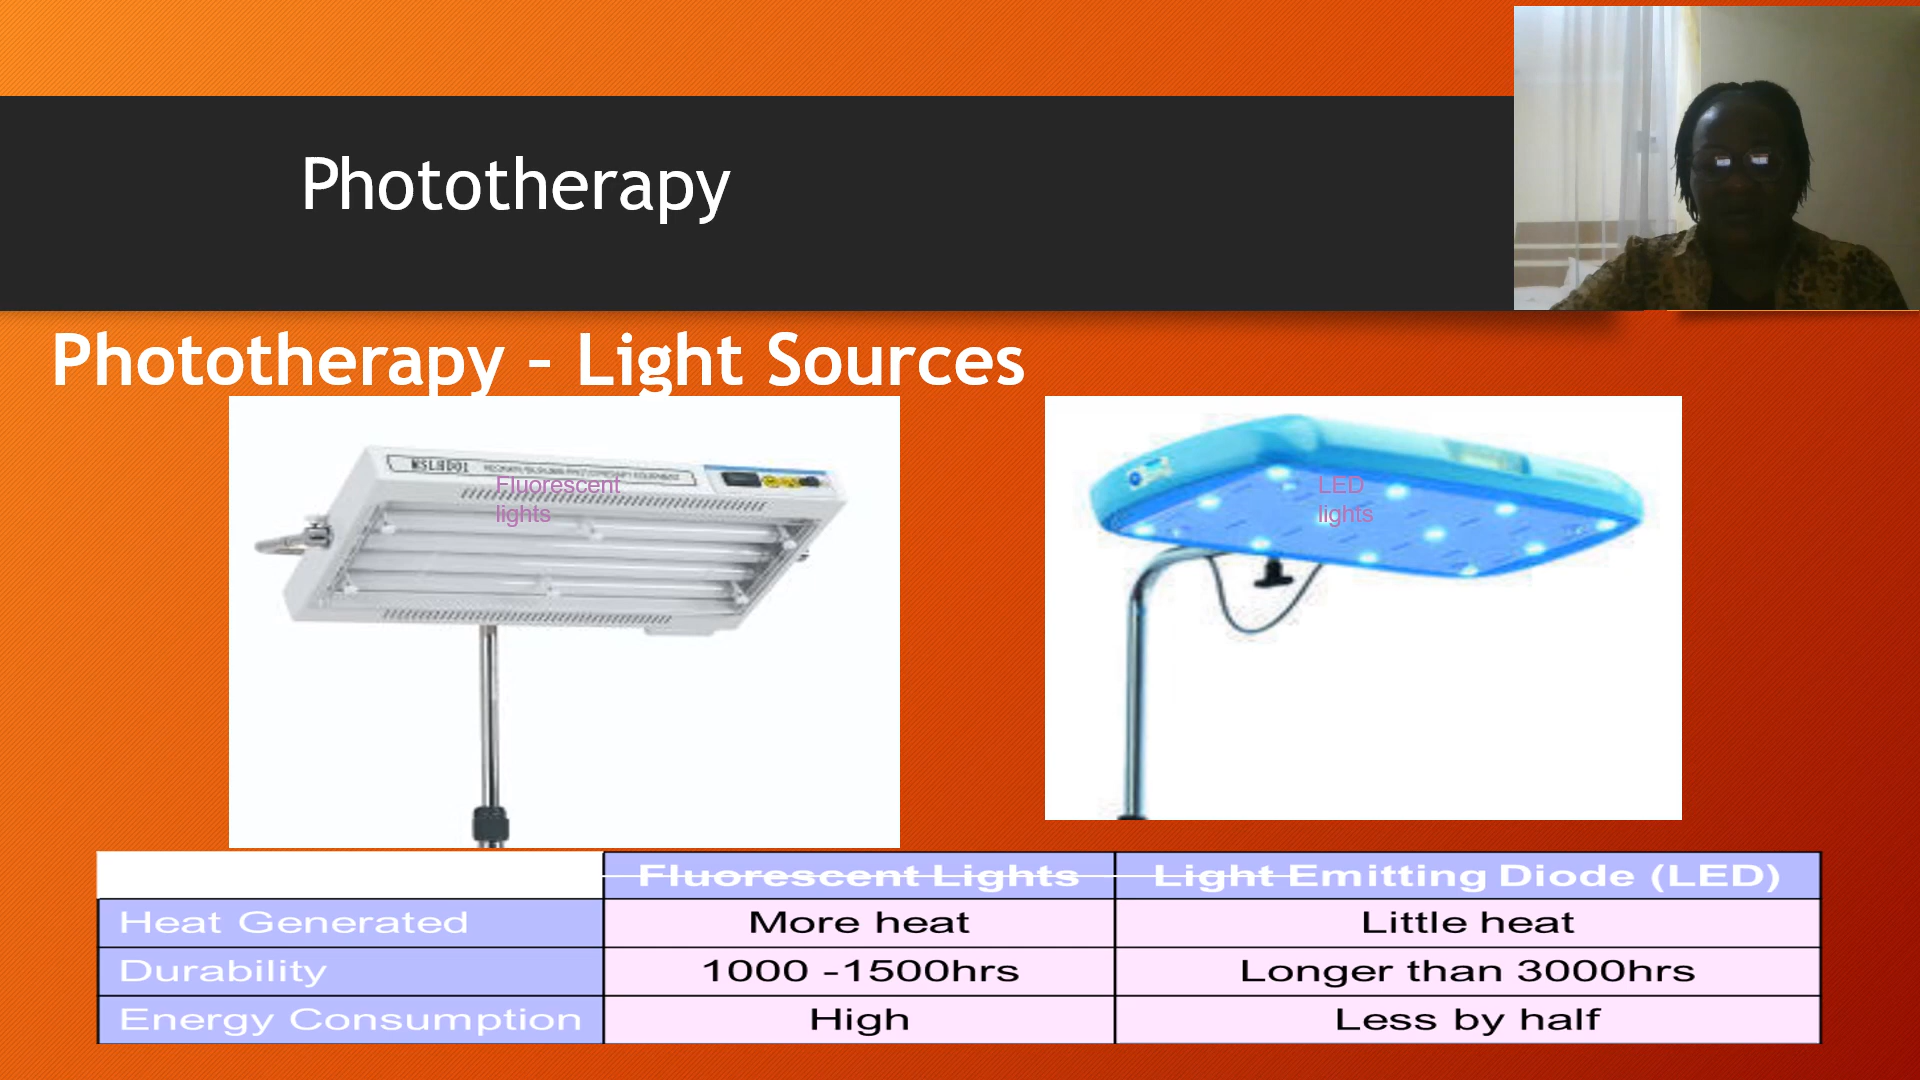 Phototherapy
Phototherapy – Light Sources
Fluorescent
lights
LED
lights
Fluorescent Lights Light Emitting Diode (LED)
Heat Generated More heat Little heat
Durability 1000 -1500hrs Longer than 3000hrs
Energy Consumption High Less by half